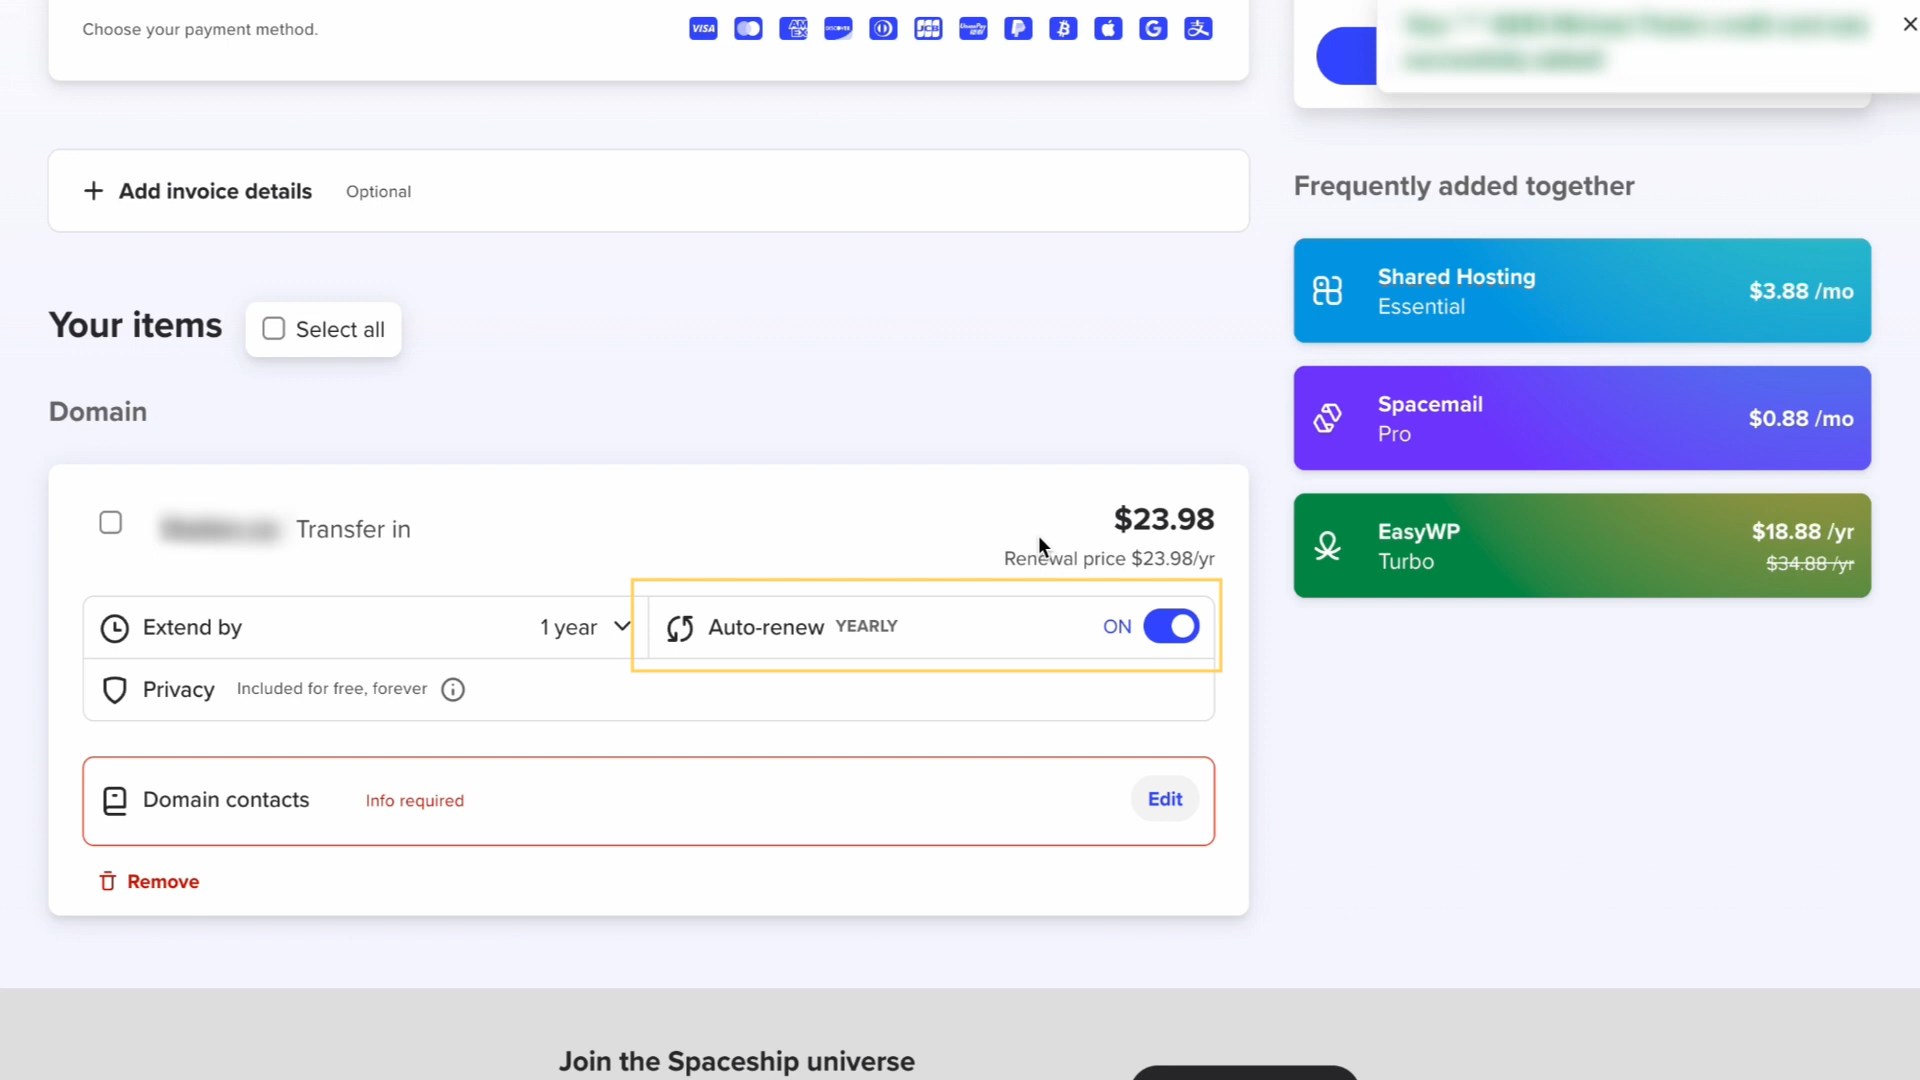 Choose your payment method.
VISA
AM EX
DISCOVER
JCB
Add invoice details Optional
Your items
Select all
Domain
Transfer in
$23.98
Renewal price $23.98/yr
Extend by 1 year
Auto-renew YEARLY ON
Privacy Included for free, forever
Domain contacts Info required Edit
Remove
Frequently added together
Shared Hosting
Essential
$3.88 /mo
Spacemail
Pro
$0.88 /mo
EasyWP
Turbo
$18.88 /yr
$34.88 /yr
Join the Spaceship universe